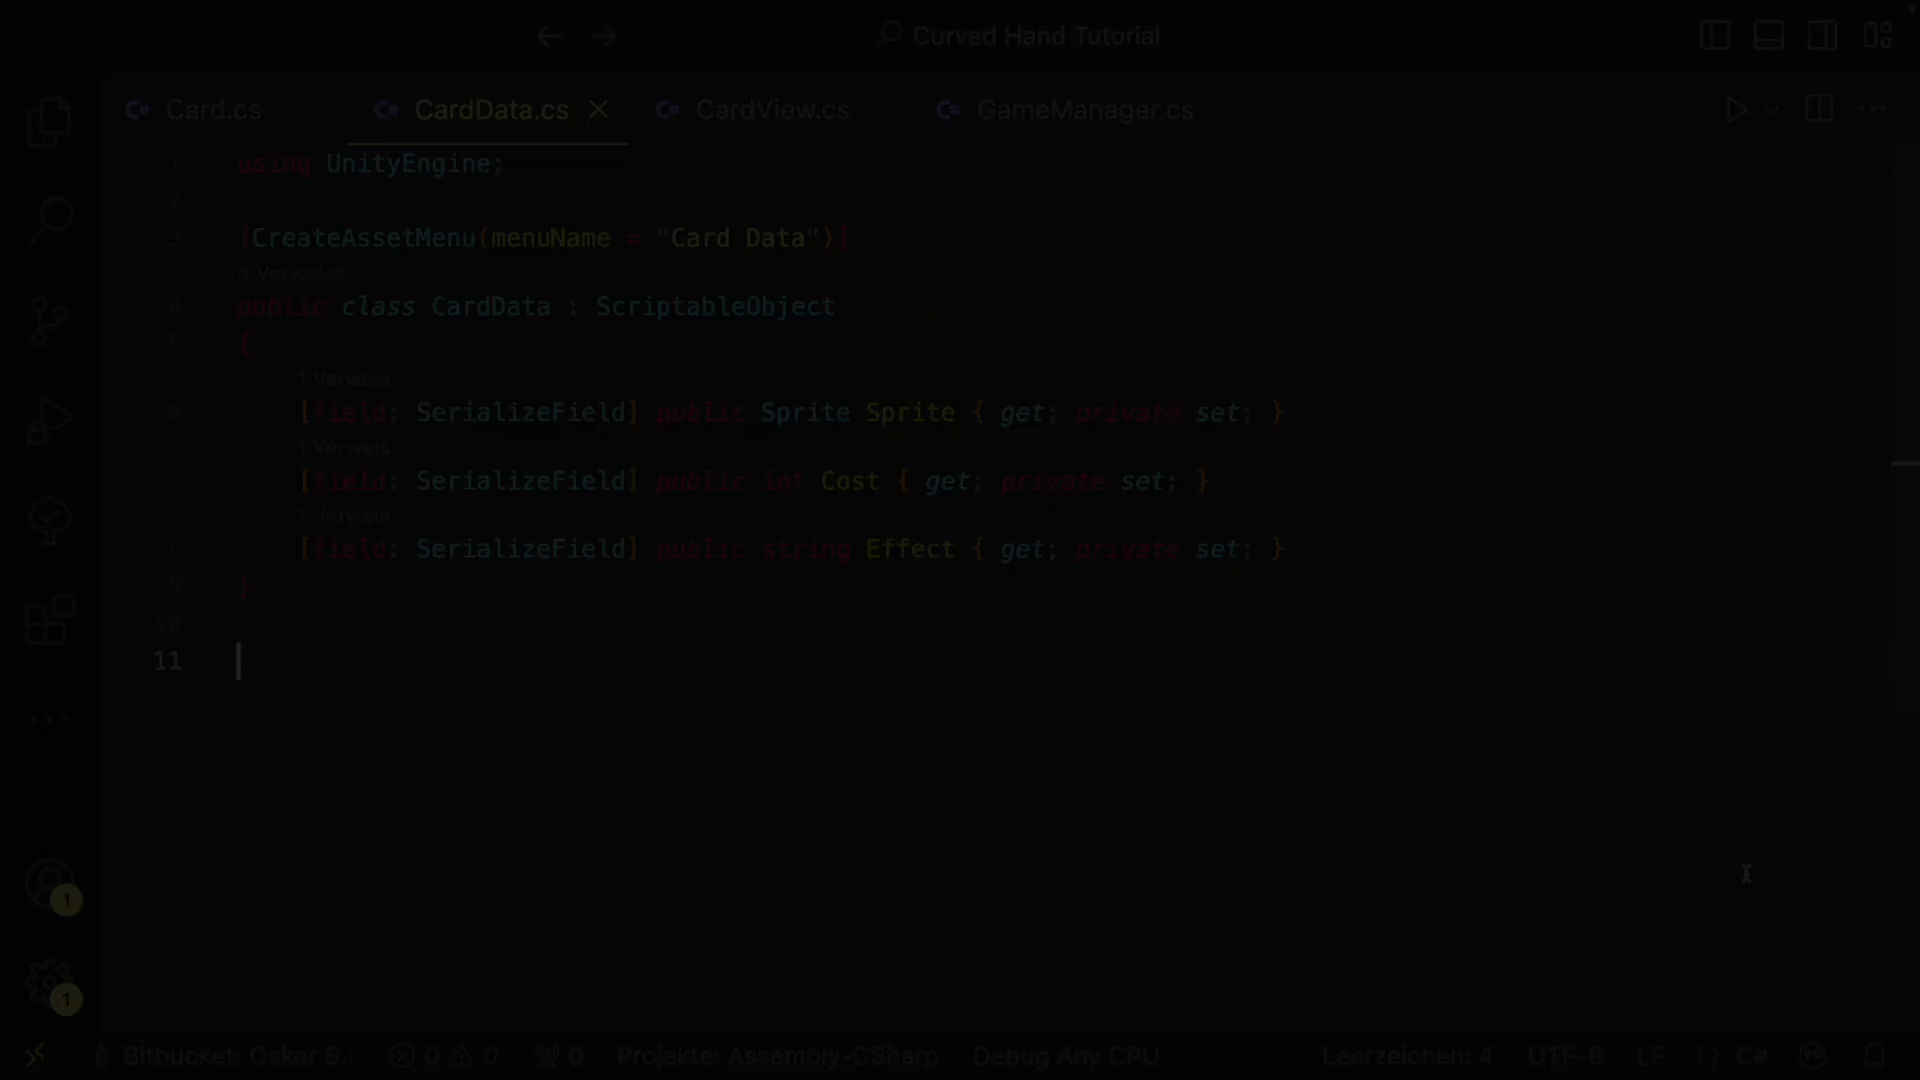 Curved Hand Tutorial
Card.cs CardData.cs CardView.cs GameManager.cs
1 using UnityEngine;
2
3 [CreateAssetMenu(menuName = "Card Data")]
4 Verweise
4 public class CardData : ScriptableObject
5 {
1 Verweis
6 [field: SerializeField] public Sprite Sprite { get; private set; }
1 Verweis
7 [field: SerializeField] public int Cost { get; private set; }
1 Verweis
8 [field: SerializeField] public string Effect { get; private set; }
9 }
10
11
1
1
Bitbucket: Oskar S.: 0 0 0 Projekte: Assembly-CSharp Debug Any CPU Leerzeichen: 4 UTF-8 LF {} C#